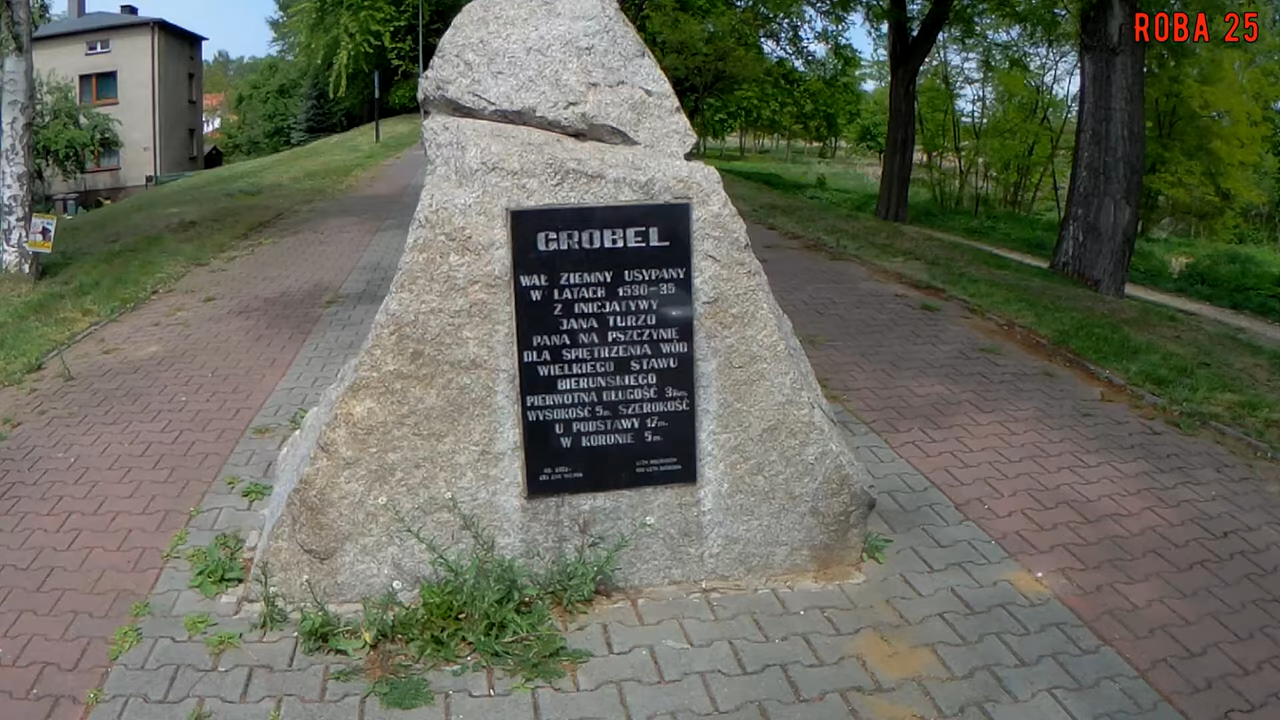 ROBA 25
GROBEL
WAŁ ZIEMNY USYPANY
W LATACH 1530-35
Z INICJATYWY
JANA TURZO
PANA NA PSZCZYNIE
DLA SPIĘTRZENIA WÓD
WIELKIEGO STAWU
BIERUŃSKIEGO
PIERWOTNA DŁUGOŚĆ 3km.
WYSOKOŚĆ 5m. SZEROKOŚĆ
U PODSTAWY 17m.
W KORONIE 5m.